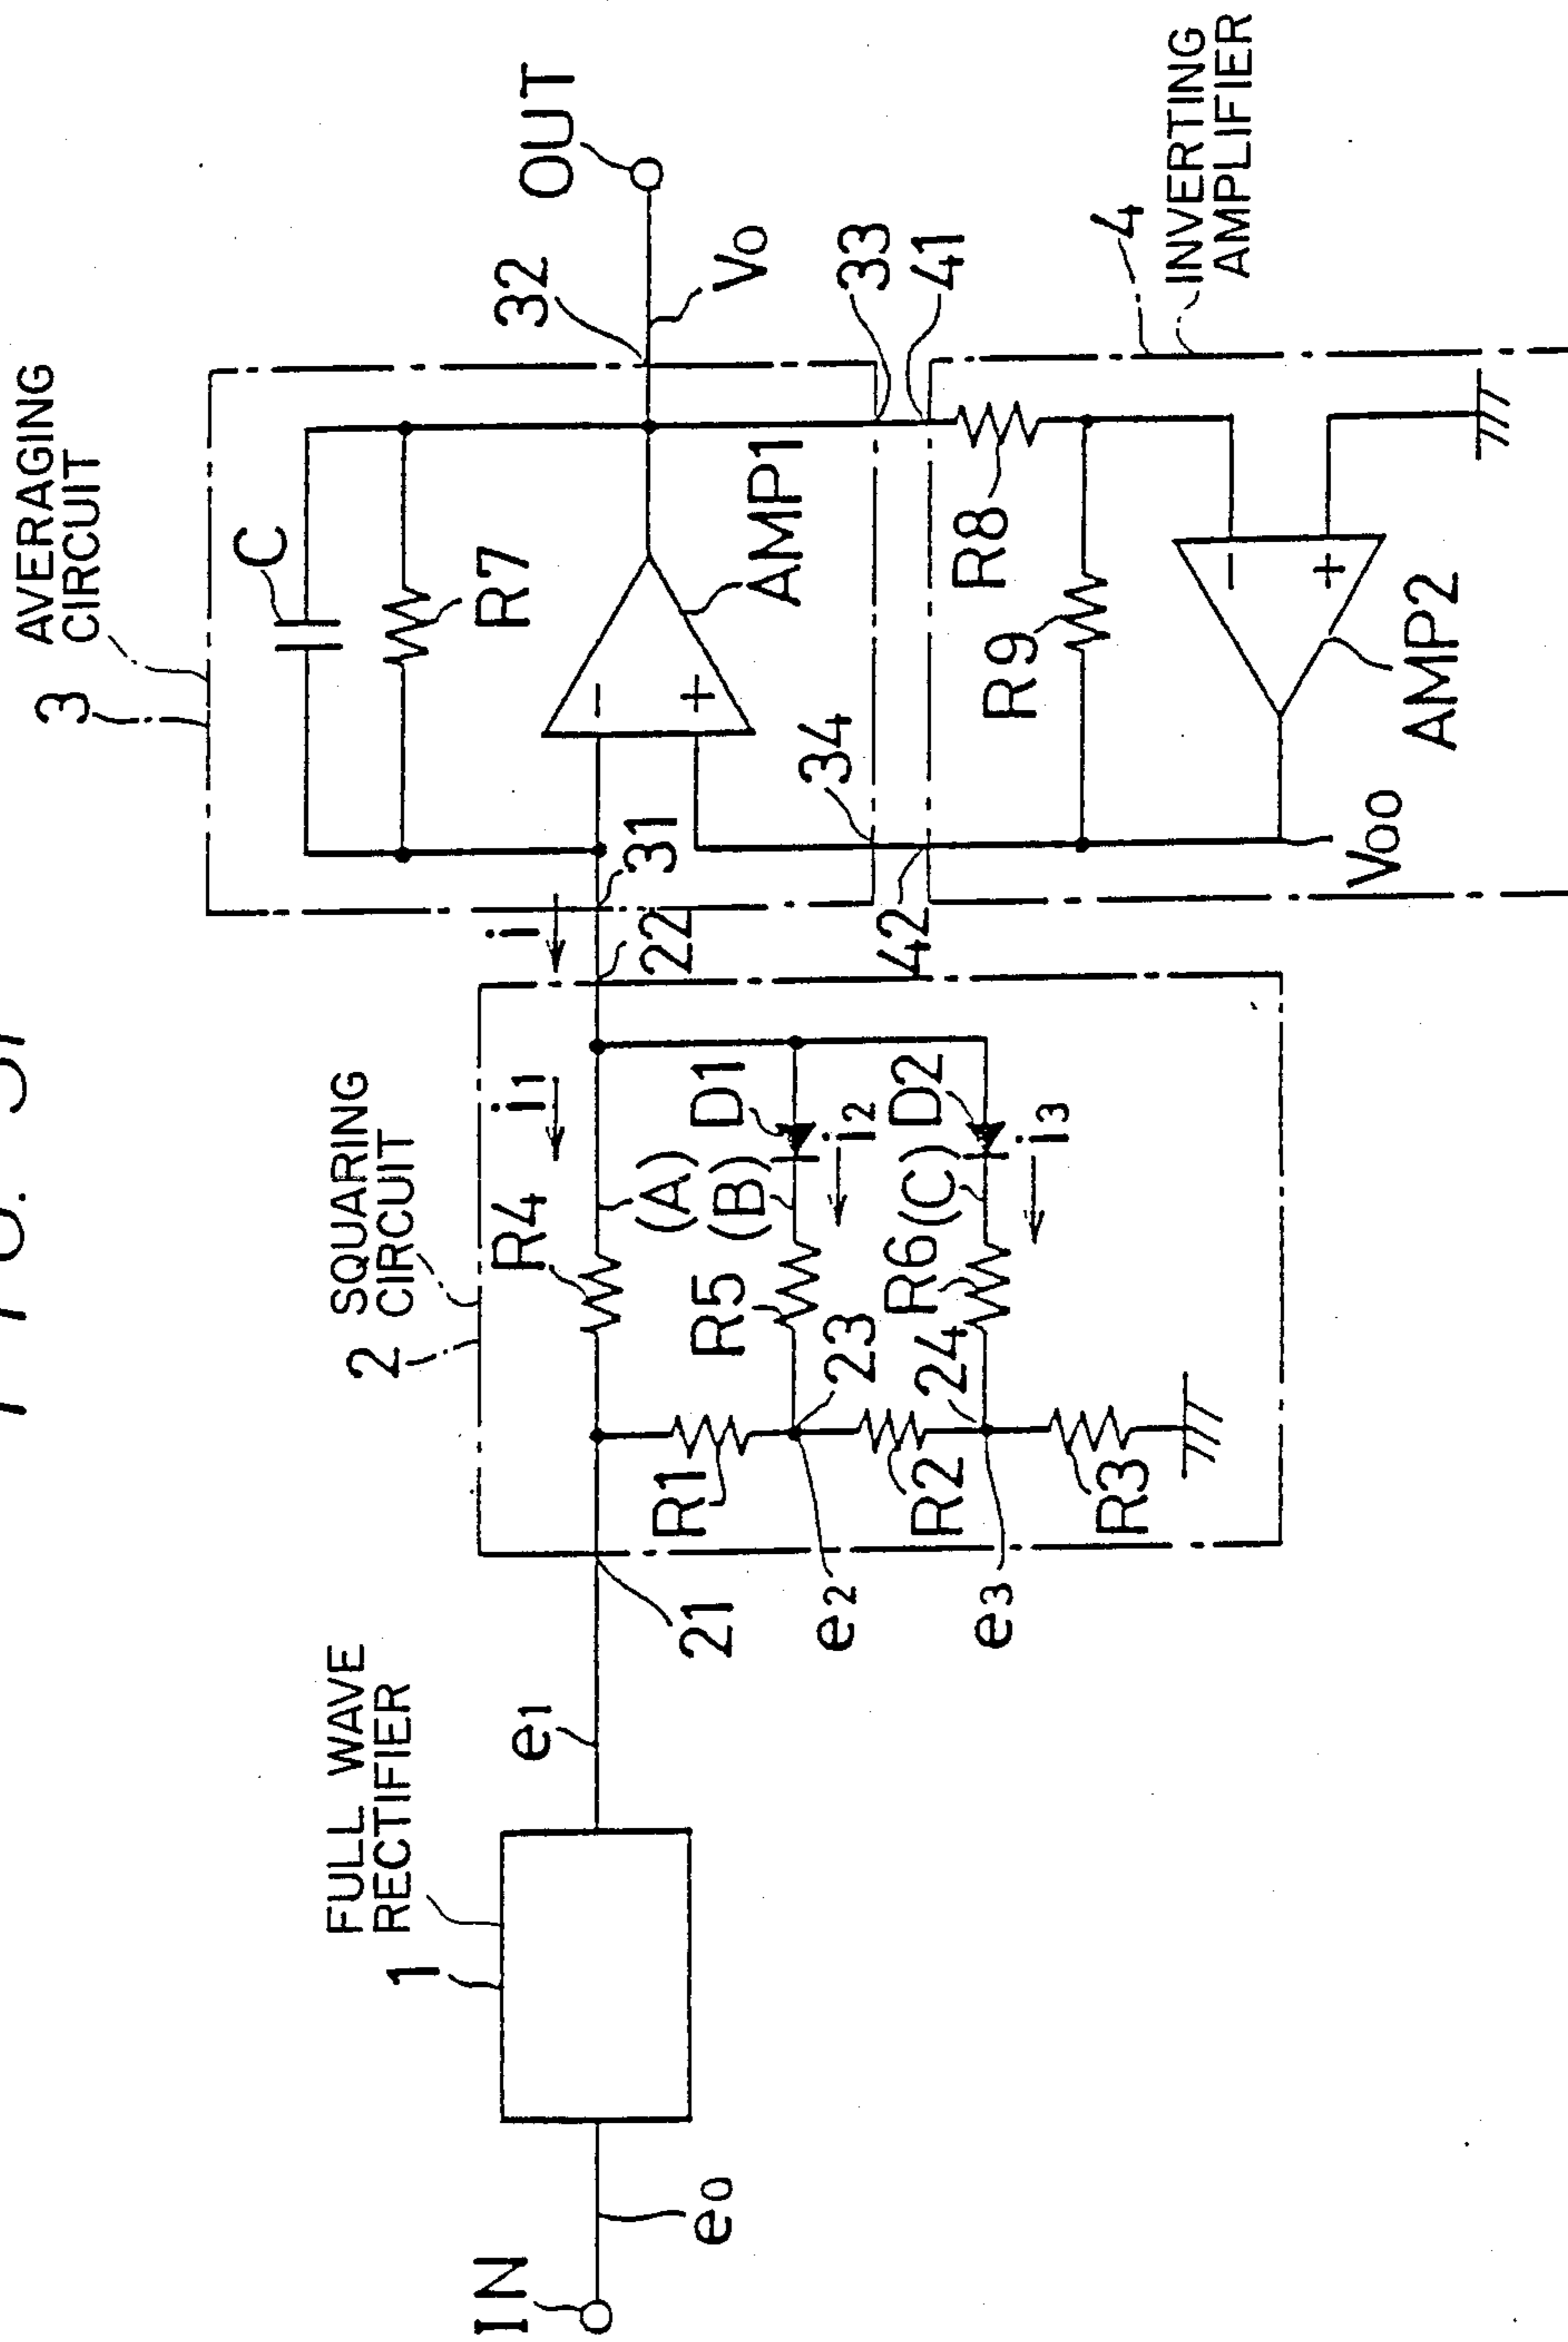 AVERAGING
CIRCUIT
3
C
R7
AMP1
32
OUT
Vo
31
34
33
41
42
4
INVERTING
AMPLIFIER
R8
R9
AMP2
Voo
SQUARING
CIRCUIT
2
R4
i1
i
22
(A)
R5
(B)
D1
i2
R6
(C)
D2
i3
23
24
R1
R2
R3
21
e2
e3
FULL WAVE
RECTIFIER
1
e1
IN
eo